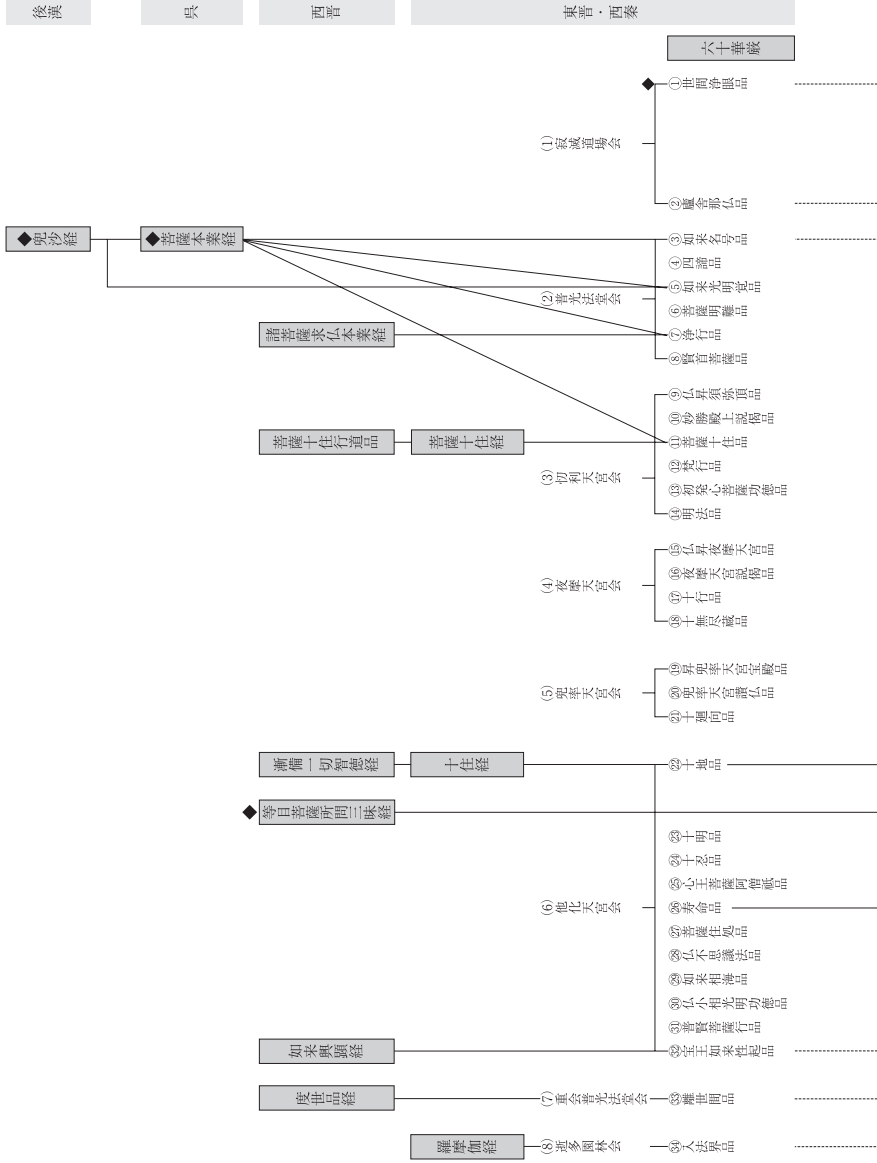 後漢
呉
西晋
東晋・西秦
六十華厳
◆兜沙経
◆菩薩本業経
諸菩薩求仏本業経
菩薩十住行道品
菩薩十住経
漸備一切智徳経
十住経
◆等目菩薩所問三昧経
如来興顕経
度世品経
羅摩伽経
(1)寂滅道場会
◆
①世間浄眼品
②盧舎那仏品
(2)普光法堂会
③如来名号品
④四諦品
⑤如来光明覚品
⑥菩薩明難品
⑦浄行品
⑧賢首菩薩品
(3)忉利天宮会
⑨仏昇須弥頂品
⑩妙勝殿上説偈品
⑪菩薩十住品
⑫梵行品
⑬初発心菩薩功徳品
⑭明法品
(4)夜摩天宮会
⑮仏昇夜摩天宮品
⑯夜摩天宮説偈品
⑰十行品
⑱十無尽蔵品
(5)兜率天宮会
⑲昇兜率天宮宝殿品
⑳兜率天宮讃仏品
㉑十廻向品
(6)他化天宮会
㉒十地品
㉓十明品
㉔十忍品
㉕心王菩薩阿僧祇品
㉖寿命品
㉗菩薩住処品
㉘仏不思議法品
㉙如来相海品
㉚仏小相光明功徳品
㉛普賢菩薩行品
㉜宝王如来性起品
(7)重会普光法堂会
㉝離世間品
(8)逝多園林会
㉞入法界品